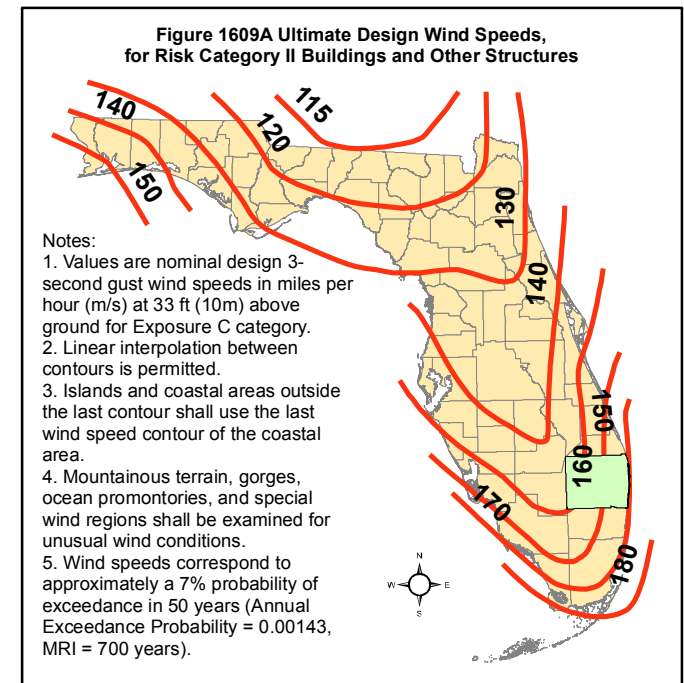 Figure 1609A Ultimate Design Wind Speeds,
for Risk Category II Buildings and Other Structures
115
140
120
150
130
140
Notes:
1. Values are nominal design 3-
second gust wind speeds in miles per
hour (m/s) at 33 ft (10m) above
ground for Exposure C category.
2. Linear interpolation between
contours is permitted.
3. Islands and coastal areas outside
the last contour shall use the last
wind speed contour of the coastal
area.
4. Mountainous terrain, gorges,
ocean promontories, and special
wind regions shall be examined for
unusual wind conditions.
5. Wind speeds correspond to
approximately a 7% probability of
exceedance in 50 years (Annual
Exceedance Probability = 0.00143,
MRI = 700 years).
150
160
170
180
N
W E
S